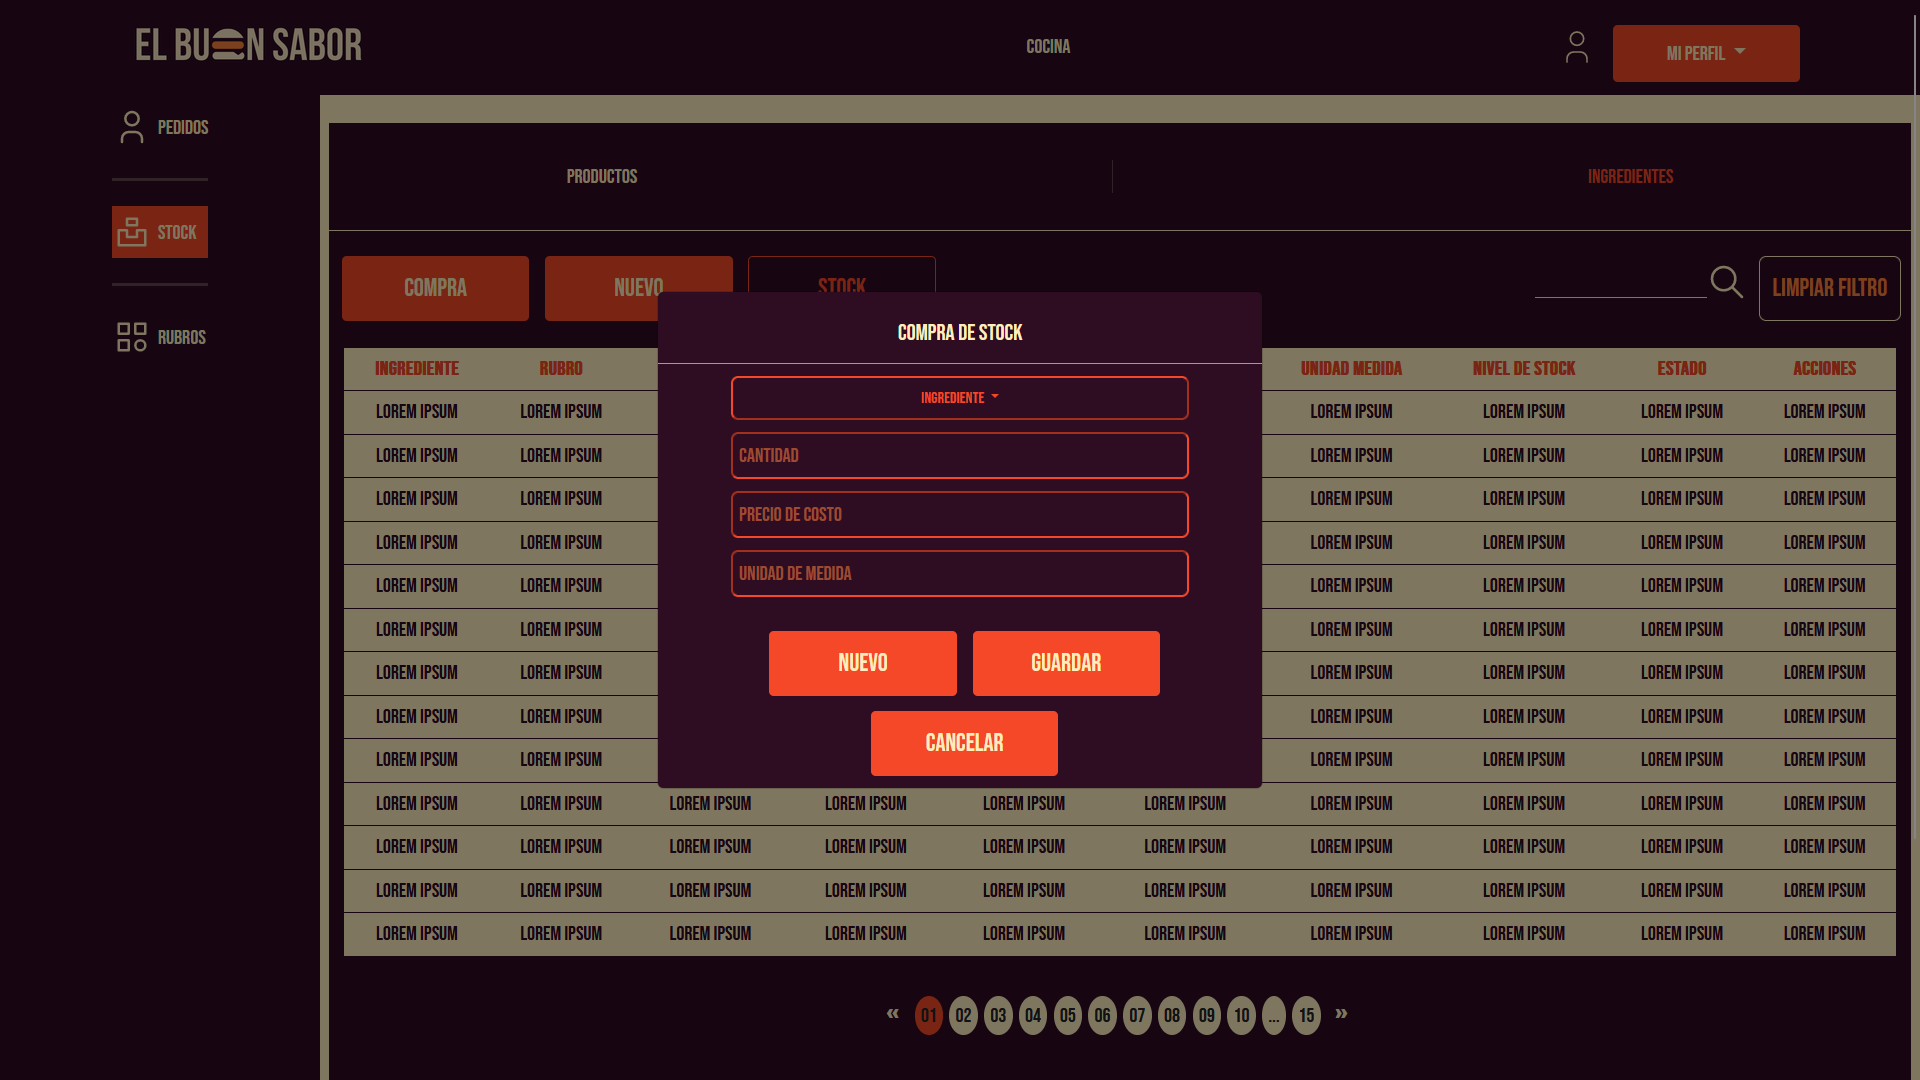 EL BUEN SABOR
COCINA
MI PERFIL
PEDIDOS
STOCK
RUBROS
PRODUCTOS
INGREDIENTES
COMPRA
NUEVO
STOCK
LIMPIAR FILTRO
COMPRA DE STOCK
INGREDIENTE
CANTIDAD
PRECIO DE COSTO
UNIDAD DE MEDIDA
NUEVO
GUARDAR
CANCELAR
INGREDIENTE RUBRO UNIDAD MEDIDA NIVEL DE STOCK ESTADO ACCIONES
LOREM IPSUM LOREM IPSUM LOREM IPSUM LOREM IPSUM LOREM IPSUM LOREM IPSUM
LOREM IPSUM LOREM IPSUM LOREM IPSUM LOREM IPSUM LOREM IPSUM LOREM IPSUM
LOREM IPSUM LOREM IPSUM LOREM IPSUM LOREM IPSUM LOREM IPSUM LOREM IPSUM
LOREM IPSUM LOREM IPSUM LOREM IPSUM LOREM IPSUM LOREM IPSUM LOREM IPSUM
LOREM IPSUM LOREM IPSUM LOREM IPSUM LOREM IPSUM LOREM IPSUM LOREM IPSUM
LOREM IPSUM LOREM IPSUM LOREM IPSUM LOREM IPSUM LOREM IPSUM LOREM IPSUM
LOREM IPSUM LOREM IPSUM LOREM IPSUM LOREM IPSUM LOREM IPSUM LOREM IPSUM
LOREM IPSUM LOREM IPSUM LOREM IPSUM LOREM IPSUM LOREM IPSUM LOREM IPSUM
LOREM IPSUM LOREM IPSUM LOREM IPSUM LOREM IPSUM LOREM IPSUM LOREM IPSUM
LOREM IPSUM LOREM IPSUM LOREM IPSUM LOREM IPSUM LOREM IPSUM LOREM IPSUM LOREM IPSUM LOREM IPSUM LOREM IPSUM LOREM IPSUM
LOREM IPSUM LOREM IPSUM LOREM IPSUM LOREM IPSUM LOREM IPSUM LOREM IPSUM LOREM IPSUM LOREM IPSUM LOREM IPSUM LOREM IPSUM
LOREM IPSUM LOREM IPSUM LOREM IPSUM LOREM IPSUM LOREM IPSUM LOREM IPSUM LOREM IPSUM LOREM IPSUM LOREM IPSUM LOREM IPSUM
LOREM IPSUM LOREM IPSUM LOREM IPSUM LOREM IPSUM LOREM IPSUM LOREM IPSUM LOREM IPSUM LOREM IPSUM LOREM IPSUM LOREM IPSUM
« 01 02 03 04 05 06 07 08 09 10 ... 15 »